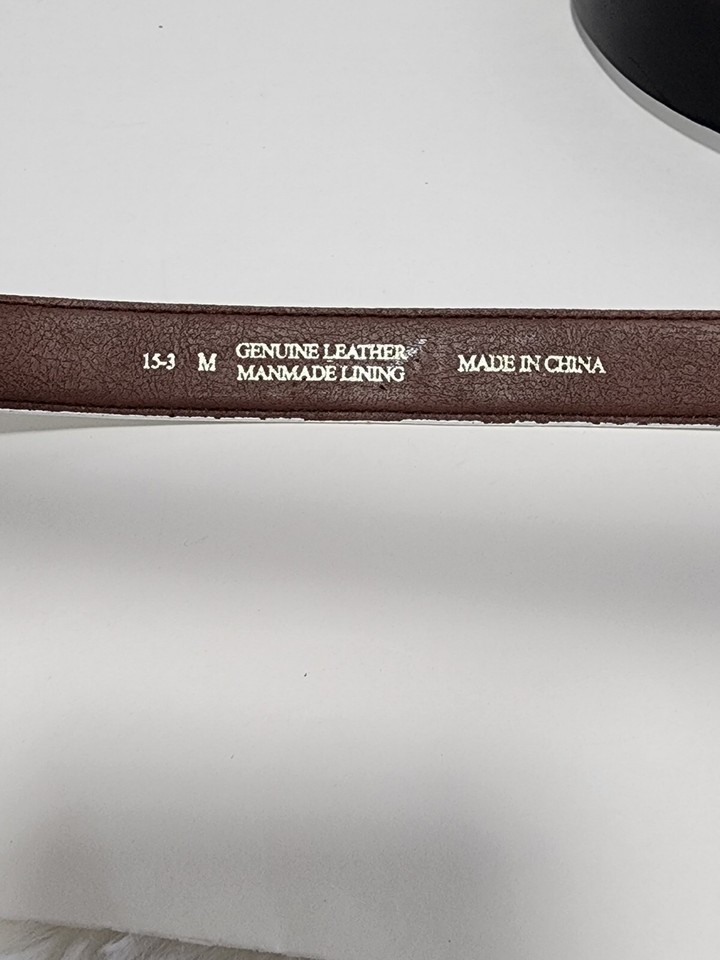 15-3 M GENUINE LEATHER MADE IN CHINA
MANMADE LINING